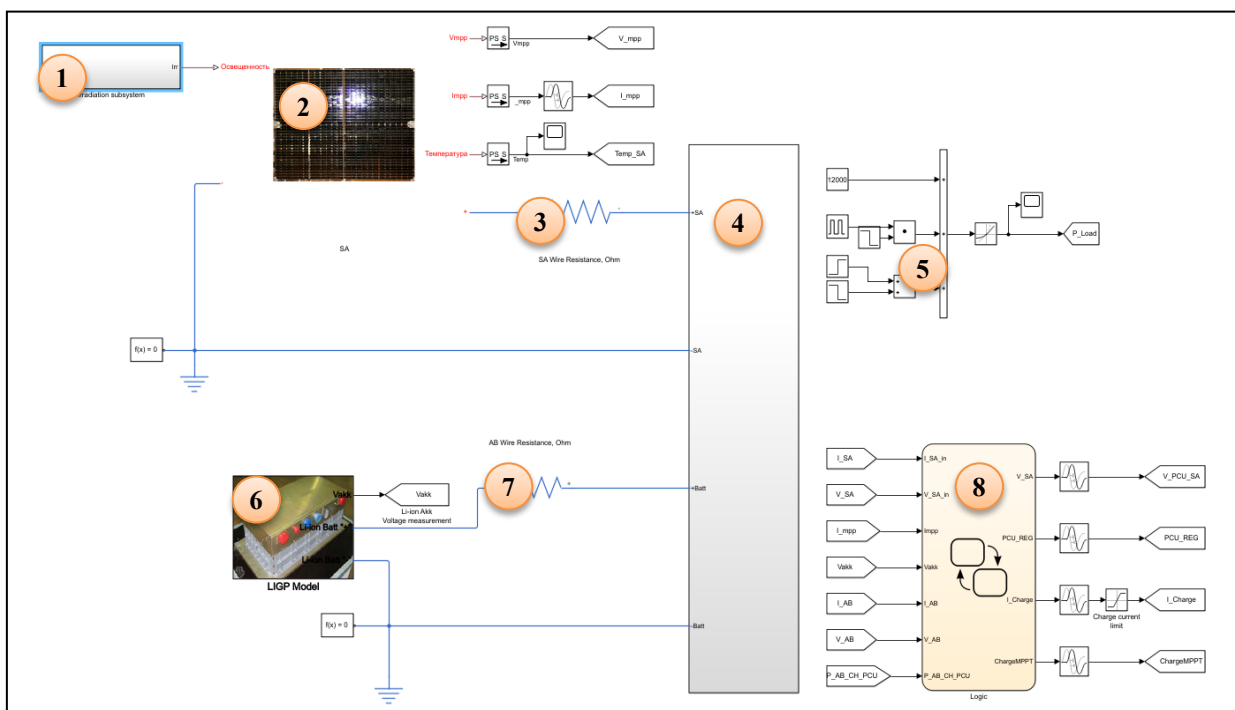 1
Irr
Irradiation subsystem
Освещенность
2
Vmpp
PS S
Vmpp
V_mpp
Impp
PS S
_mpp
I_mpp
Температура
PS S
Temp
Temp_SA
-
+
3
-
SA
SA Wire Resistance, Ohm
4
+SA
-SA
+Batt
-Batt
12000
+
+
+
+
+
5
P_Load
f(x) = 0
6
Vakk
Vakk
Li-ion Akk
Voltage measurement
Li-ion Batt "+"
Li-ion Batt "-"
LIGP Model
AB Wire Resistance, Ohm
7
+
f(x) = 0
I_SA
V_SA
I_mpp
Vakk
I_AB
V_AB
P_AB_CH_PCU
8
I_SA_in
V_SA_in
Impp
Vakk
I_AB
V_AB
P_AB_CH_PCU
V_SA
PCU_REG
I_Charge
ChargeMPPT
Logic
V_PCU_SA
PCU_REG
I_Charge
Charge current
limit
ChargeMPPT